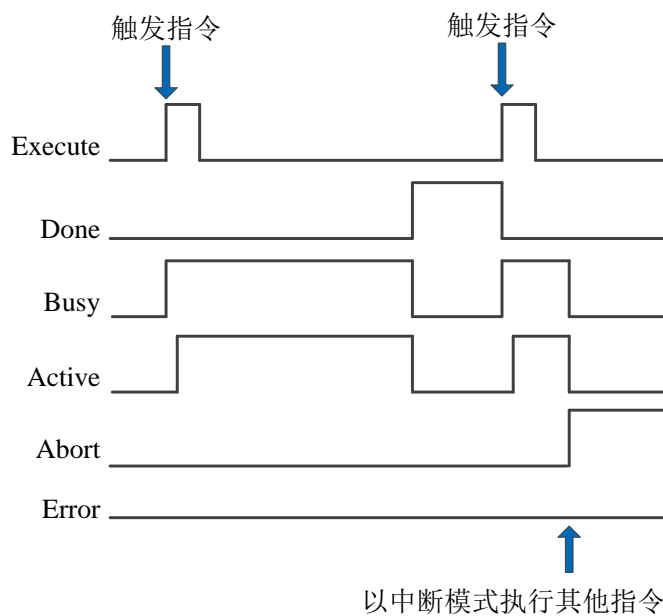 触发指令 触发指令
Execute
Done
Busy
Active
Abort
Error
以中断模式执行其他指令